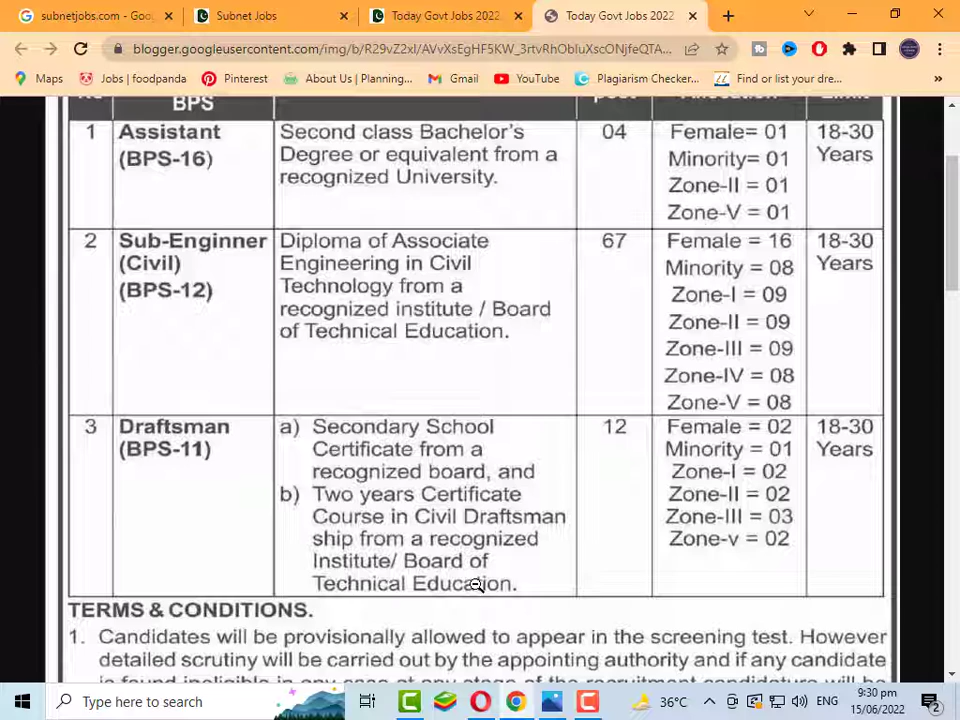 subnetjobs.com - Goo
Subnet Jobs
Today Govt Jobs 2022
Today Govt Jobs 2022
blogger.googleusercontent.com/img/b/R29vZ2xl/AVvXsEgHF5KW_3rtvRhObluXscONjfeQTA...
Maps
Jobs | foodpanda
Pinterest
About Us | Planning...
Gmail
YouTube
Plagiarism Checker...
Find or list your dre...
BPS
1 Assistant Second class Bachelor's 04 Female= 01 18-30
(BPS-16) Degree or equivalent from a Minority= 01 Years
recognized University. Zone-II = 01
Zone-V = 01
2 Sub-Enginner Diploma of Associate 67 Female = 16 18-30
(Civil) Engineering in Civil Minority = 08 Years
(BPS-12) Technology from a Zone-I = 09
recognized institute / Board Zone-II = 09
of Technical Education. Zone-III = 09
Zone-IV = 08
Zone-V = 08
3 Draftsman a) Secondary School 12 Female = 02 18-30
(BPS-11) Certificate from a Minority = 01 Years
recognized board, and Zone-I = 02
b) Two years Certificate Zone-II = 02
Course in Civil Draftsman Zone-III = 03
ship from a recognized Zone-v = 02
Institute/ Board of
Technical Education.
TERMS & CONDITIONS.
1. Candidates will be provisionally allowed to appear in the screening test. However
detailed scrutiny will be carried out by the appointing authority and if any candidate
Type here to search
36°C
ENG
9:30 pm
15/06/2022
2